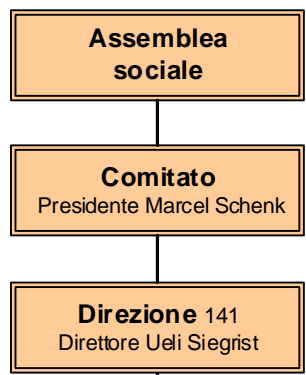 Assemblea
sociale
Comitato
Presidente Marcel Schenk
Direzione 141
Direttore Ueli Siegrist